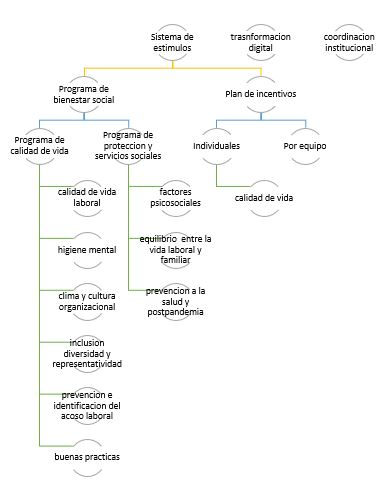 Sistema de
estimulos
trasnformacion
digital
coordinacion
institucional
Programa de
bienestar social
Plan de incentivos
Programa de
calidad de vida
Programa de
proteccion y
servicios sociales
Individuales
Por equipo
calidad de vida
laboral
factores
psicosociales
calidad de vida
higiene mental
equilibrio entre la
vida laboral y
familiar
clima y cultura
organizacional
prevencion a la
salud y
postpandemia
inclusion
diversidad y
representatividad
prevencion e
identificacion del
acoso laboral
buenas practicas